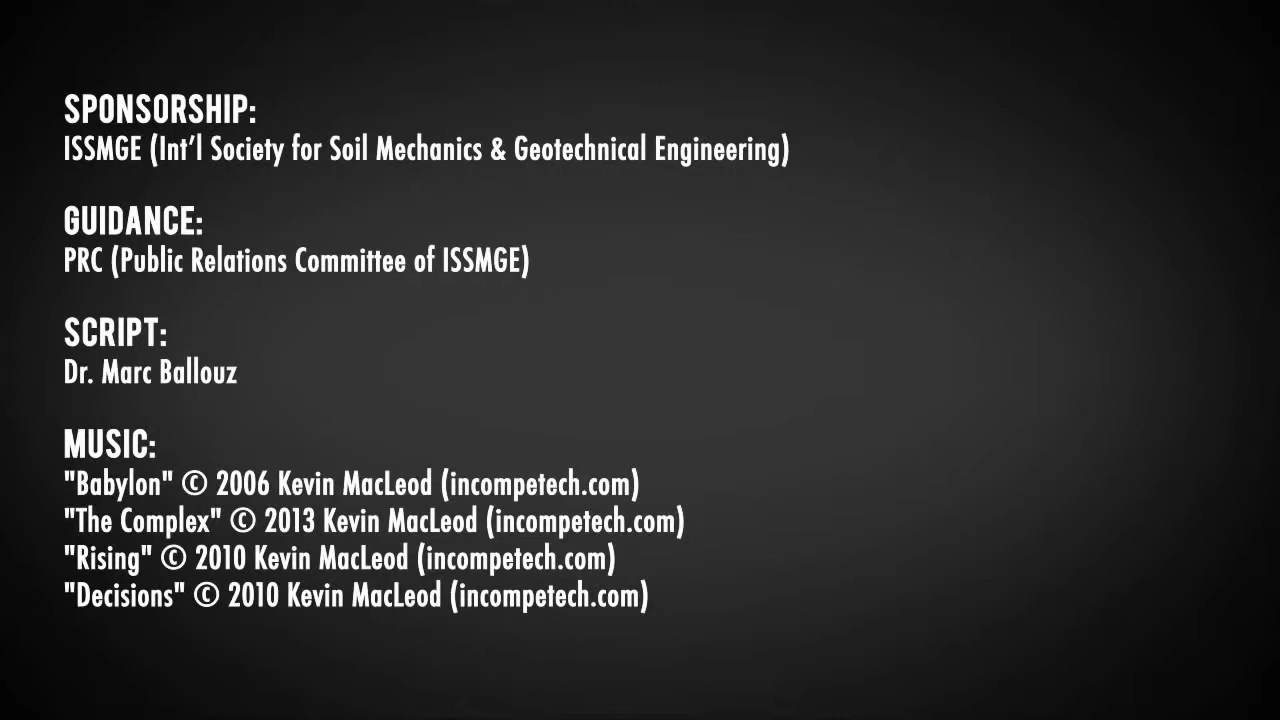 SPONSORSHIP:
ISSMGE (Int’l Society for Soil Mechanics & Geotechnical Engineering)
GUIDANCE:
PRC (Public Relations Committee of ISSMGE)
SCRIPT:
Dr. Marc Ballouz
MUSIC:
"Babylon" © 2006 Kevin MacLeod (incompetech.com)
"The Complex" © 2013 Kevin MacLeod (incompetech.com)
"Rising" © 2010 Kevin MacLeod (incompetech.com)
"Decisions" © 2010 Kevin MacLeod (incompetech.com)